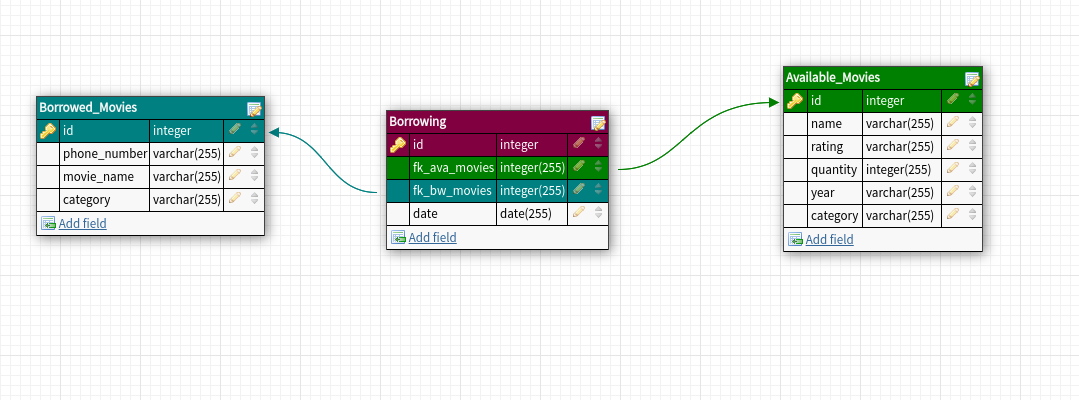 Borrowed_Movies
id integer
phone_number varchar(255)
movie_name varchar(255)
category varchar(255)
Add field
Borrowing
id integer
fk_ava_movies integer(255)
fk_bw_movies integer(255)
date date(255)
Add field
Available_Movies
id integer
name varchar(255)
rating varchar(255)
quantity integer(255)
year varchar(255)
category varchar(255)
Add field